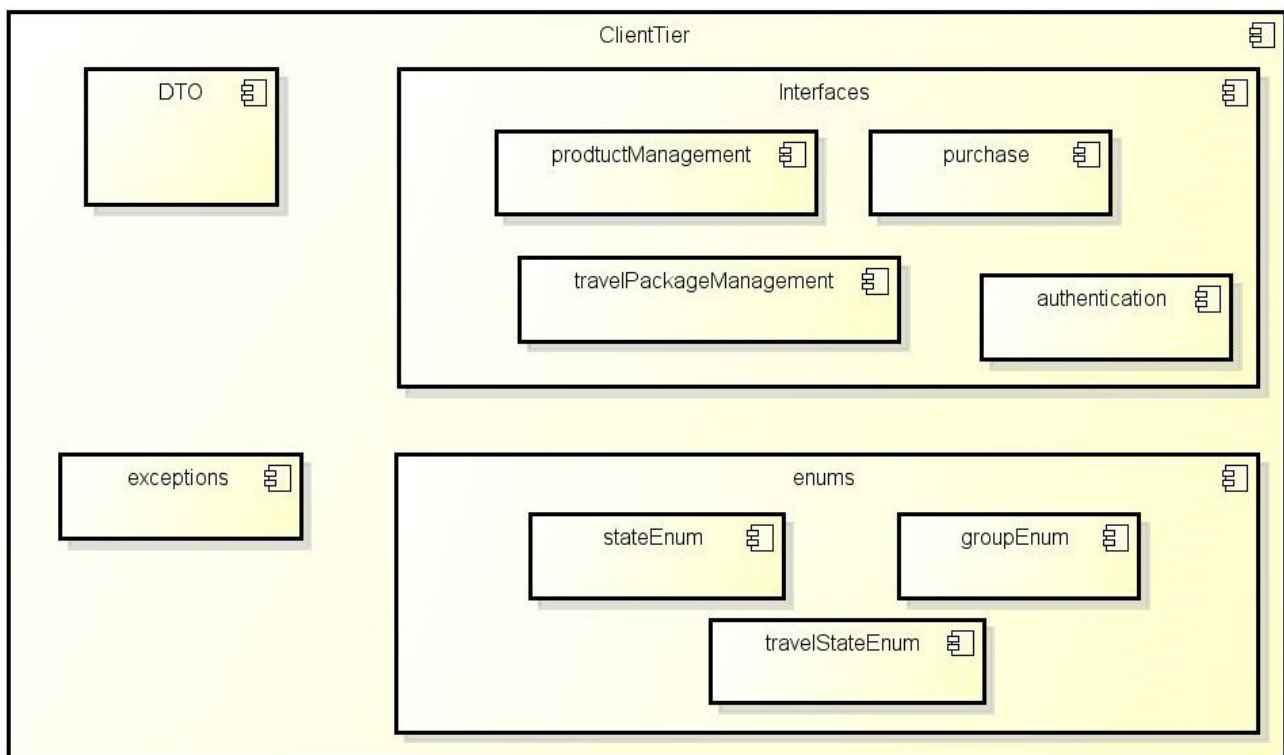 ClientTier
DTO
Interfaces
prodtuctManagement
purchase
travelPackageManagement
authentication
exceptions
enums
stateEnum
groupEnum
travelStateEnum